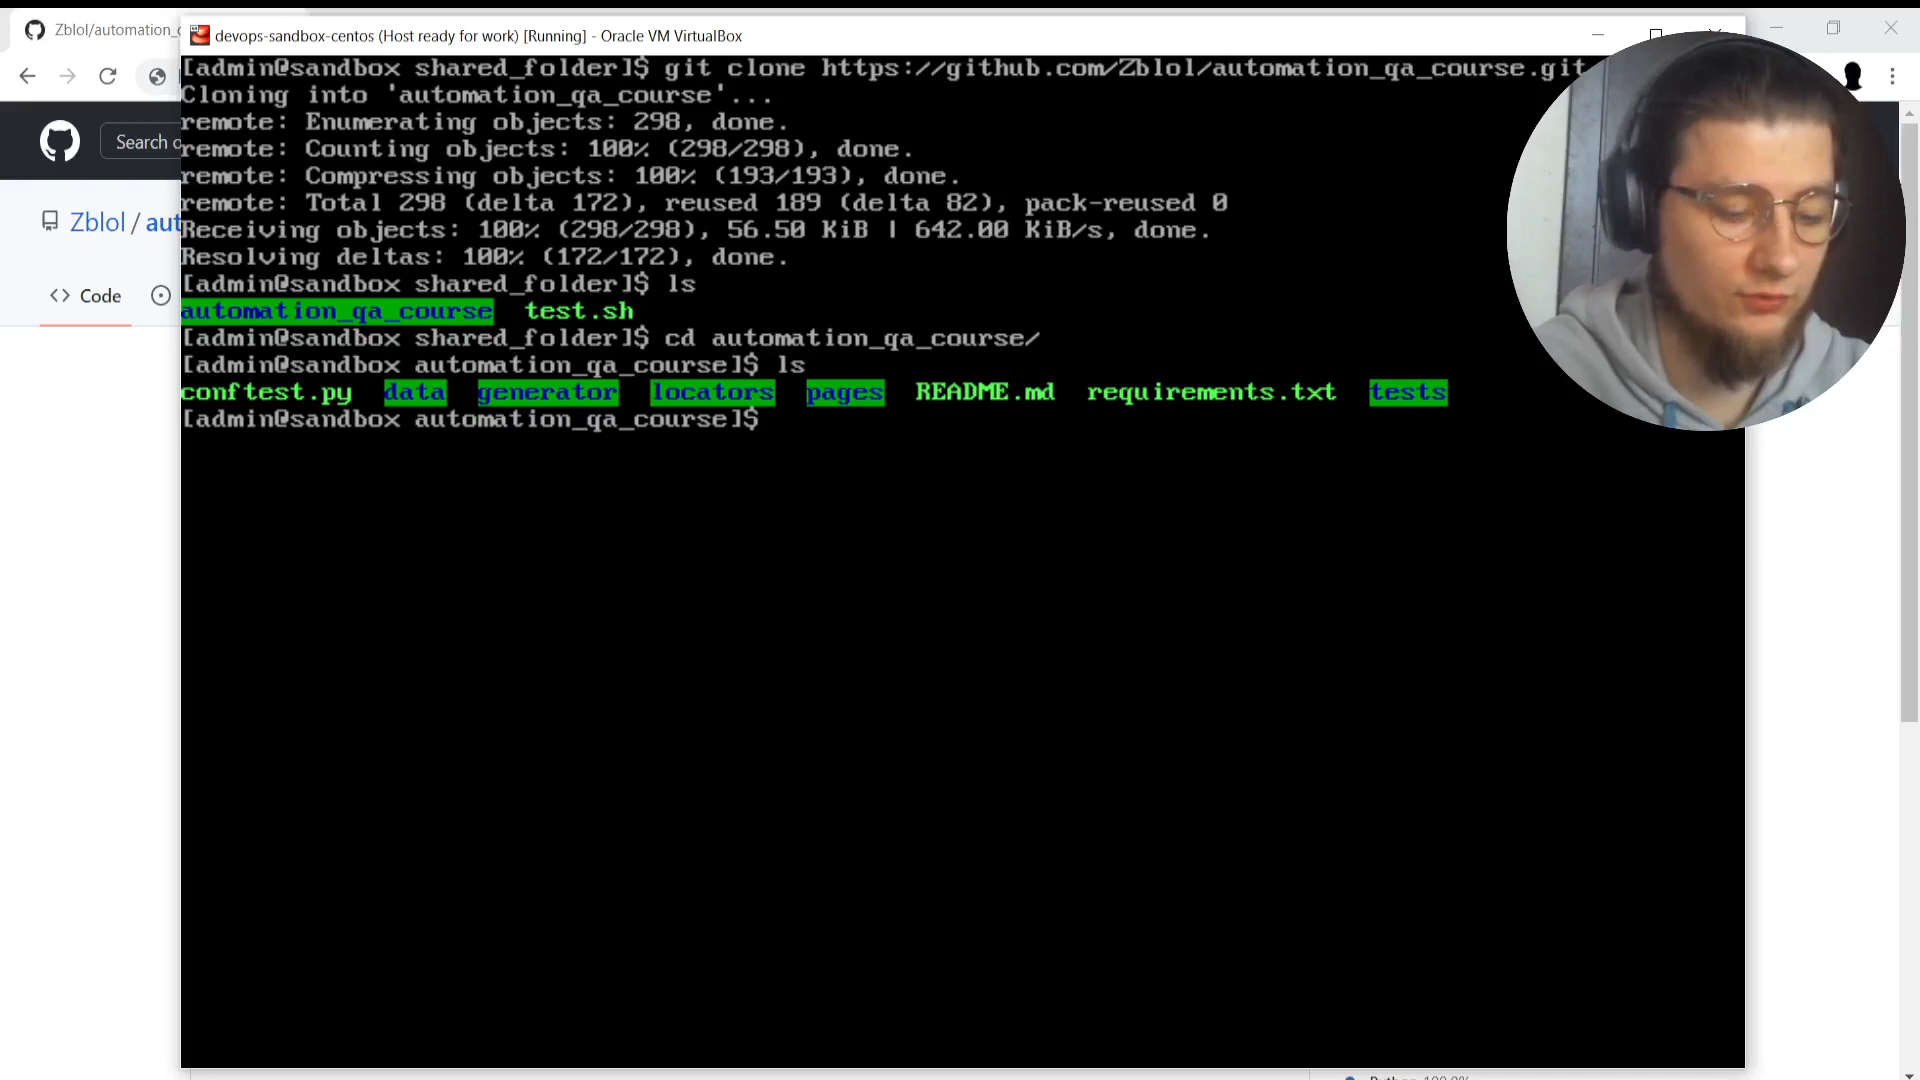 Zblol/automation_
devops-sandbox-centos (Host ready for work) [Running] - Oracle VM VirtualBox
Search o
Zblol / aut
Code
[admin@sandbox shared_folder]$ git clone https://github.com/Zblol/automation_qa_course.git
Cloning into 'automation_qa_course'...
remote: Enumerating objects: 298, done.
remote: Counting objects: 100% (298/298), done.
remote: Compressing objects: 100% (193/193), done.
remote: Total 298 (delta 172), reused 189 (delta 82), pack-reused 0
Receiving objects: 100% (298/298), 56.50 KiB | 642.00 KiB/s, done.
Resolving deltas: 100% (172/172), done.
[admin@sandbox shared_folder]$ ls
automation_qa_course test.sh
[admin@sandbox shared_folder]$ cd automation_qa_course/
[admin@sandbox automation_qa_course]$ ls
conftest.py data generator locators pages README.md requirements.txt tests
[admin@sandbox automation_qa_course]$